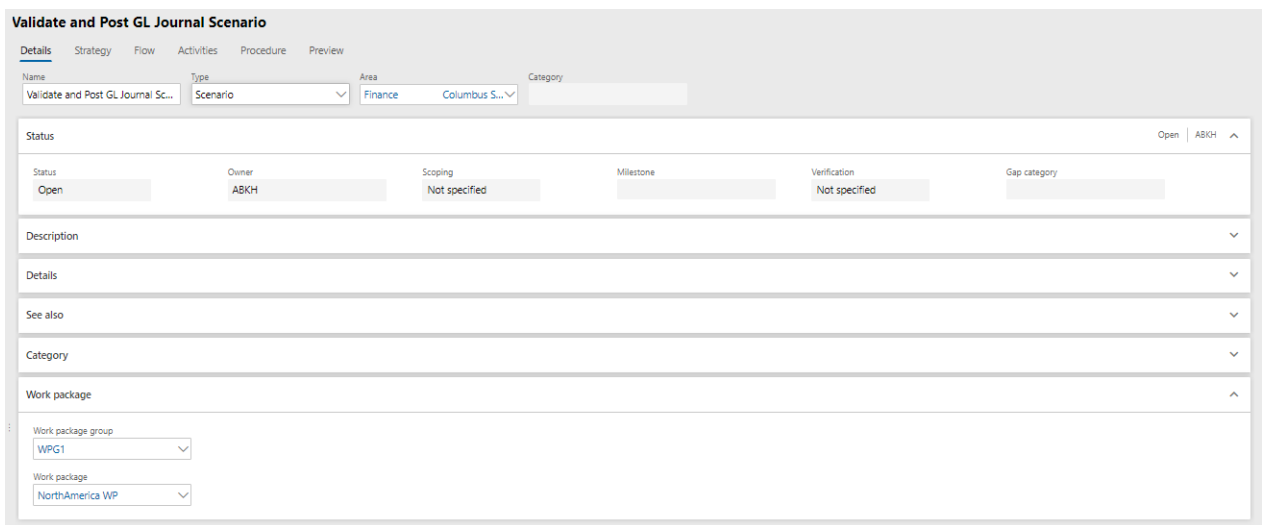 Validate and Post GL Journal Scenario
Details Strategy Flow Activities Procedure Preview
Name Type Area Category
Validate and Post GL Journal Sc... Scenario Finance Columbus S...
Status Open ABKH
Status Owner Scoping Milestone Verification Gap category
Open ABKH Not specified Not specified
Description
Details
See also
Category
Work package
Work package group
WPG1
Work package
NorthAmerica WP